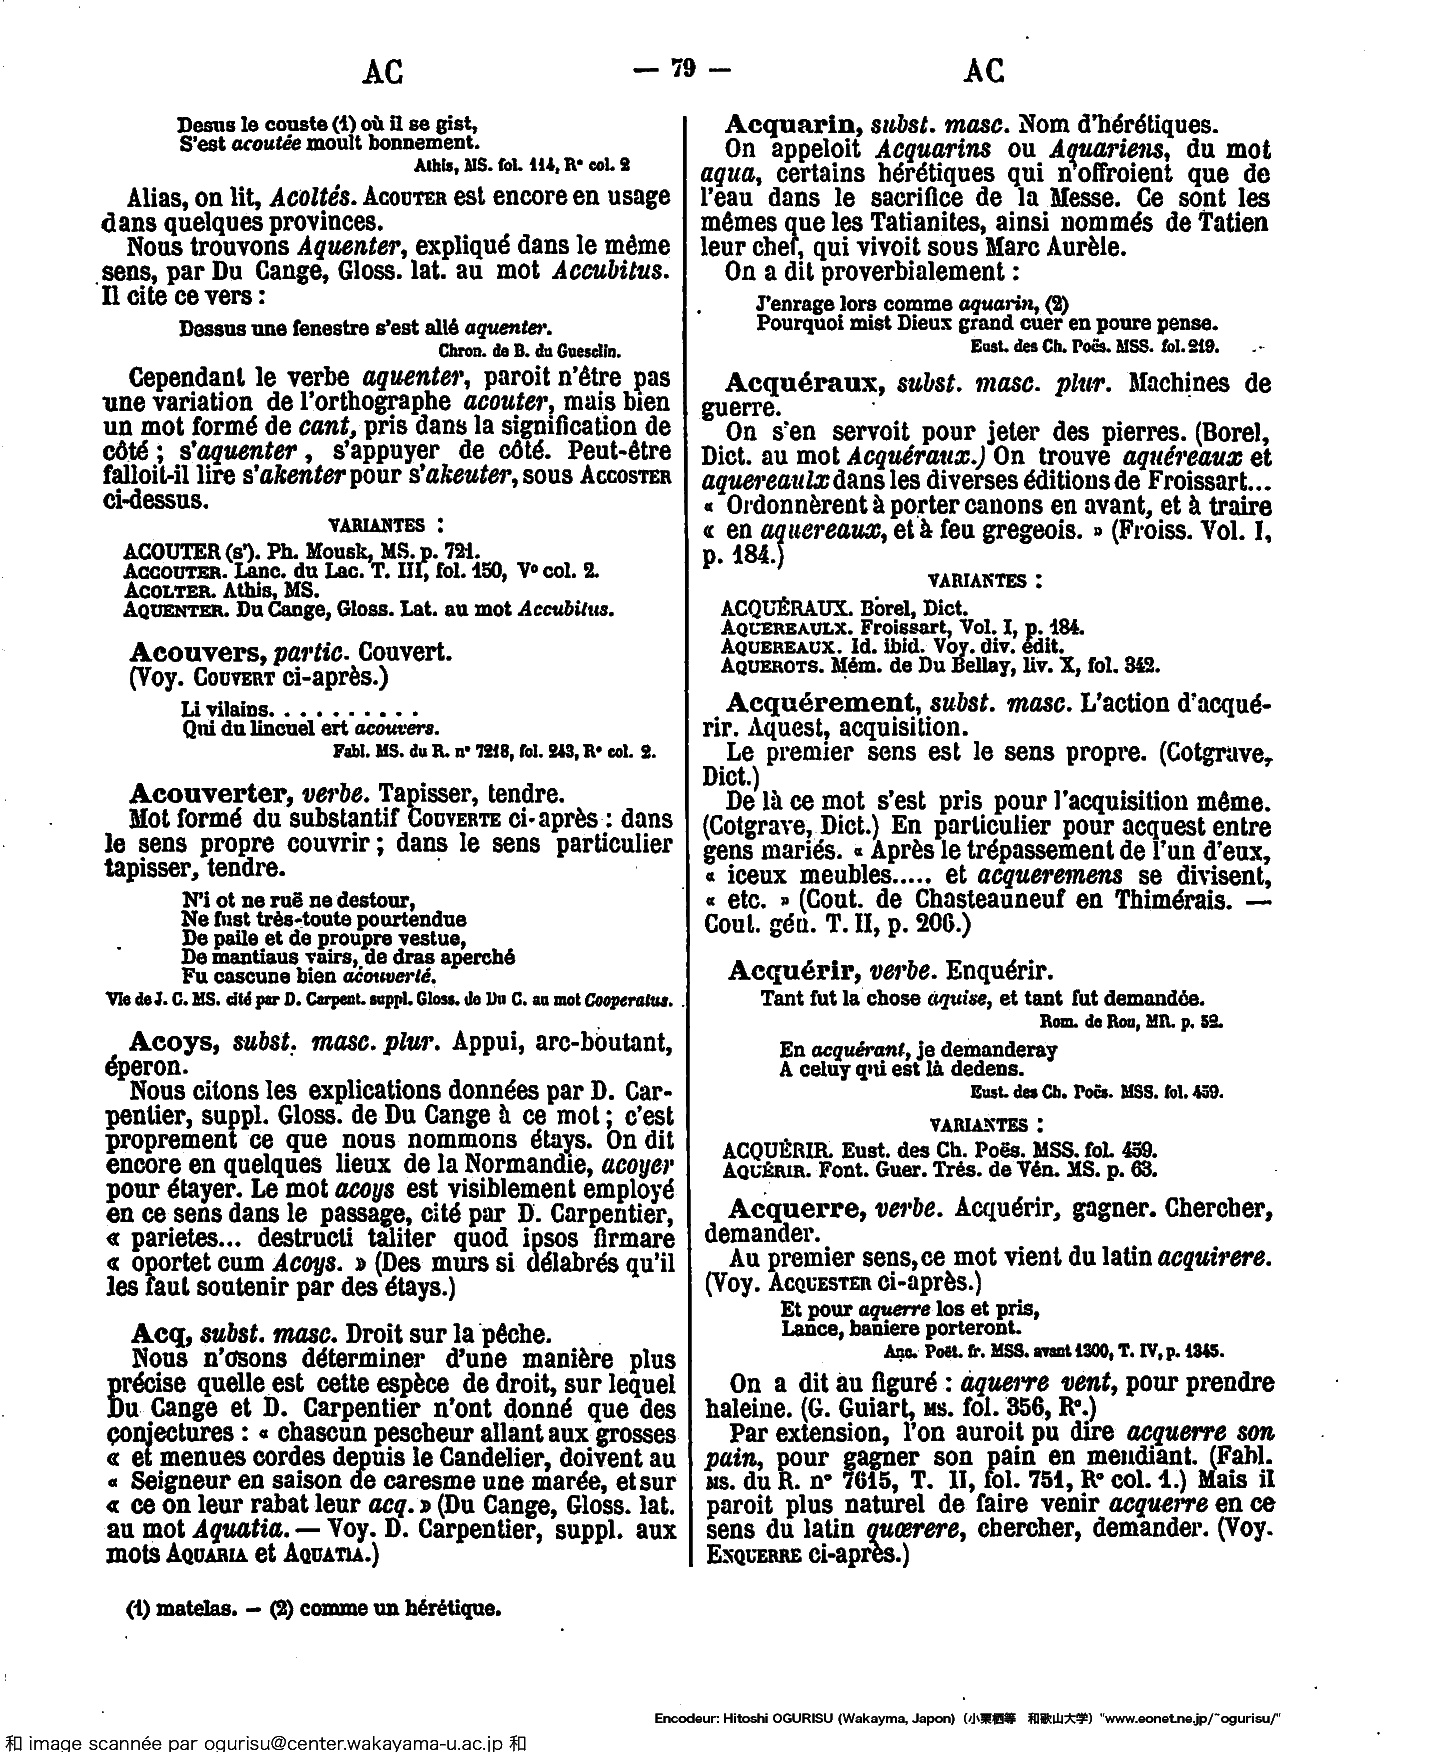 AC
— 79 —
AC
Desus le couste (1) où il se gist,
S'est acoutée moult bonnement.
Athis, MS. fol. 114, R° col. 2
Alias, on lit, Acoltés. ACOUTER est encore en usage
dans quelques provinces.
Nous trouvons Aquenter, expliqué dans le même
sens, par Du Cange, Gloss. lat. au mot Accubitus.
Il cite ce vers :
Dessus une fenestre s'est allé aquenter.
Chron. de B. du Guesclin.
Cependant le verbe aquenter, paroit n'être pas
une variation de l'orthographe acouter, mais bien
un mot formé de cant, pris dans la signification de
côté ; s'aquenter , s'appuyer de côté. Peut-être
falloit-il lire s'akenter pour s'akeuter, sous ACCOSTER
ci-dessus.
VARIANTES :
ACOUTER (s'). Ph. Mousk, MS. p. 721.
ACCOUTER. Lanc. du Lac. T. III, fol. 150, V° col. 2.
ACOLTER. Athis, MS.
AQUENTER. Du Cange, Gloss. Lat. au mot Accubitus.
Acouvers, partic. Couvert.
(Voy. COUVERT ci-après.)
Li vilains. . . . . . . . . .
Qui du lincuel ert acouvers.
Fabl. MS. du R. n° 7218, fol. 243, R° col. 2.
Acouverter, verbe. Tapisser, tendre.
Mot formé du substantif COUVERTE ci-après : dans
le sens propre couvrir ; dans le sens particulier
tapisser, tendre.
N'i ot ne ruë ne destour,
Ne fust très-toute pourtendue
De paile et de proupre vestue,
De mantiaus vairs, de dras aperché
Fu cascune bien acouverté.
Vie de J. C. MS. cité par D. Carpent. suppl. Gloss. de Du C. au mot Cooperatus.
Acoys, subst. masc. plur. Appui, arc-boutant,
éperon.
Nous citons les explications données par D. Car-
pentier, suppl. Gloss. de Du Cange à ce mot ; c'est
proprement ce que nous nommons étays. On dit
encore en quelques lieux de la Normandie, acoyer
pour étayer. Le mot acoys est visiblement employé
en ce sens dans le passage, cité par D. Carpentier,
« parietes... destructi taliter quod ipsos firmare
« oportet cum Acoys. » (Des murs si délabrés qu'il
les faut soutenir par des étays.)
Acq, subst. masc. Droit sur la pêche.
Nous n'osons déterminer d'une manière plus
précise quelle est cette espèce de droit, sur lequel
Du Cange et D. Carpentier n'ont donné que des
conjectures : « chascun pescheur allant aux grosses
« et menues cordes depuis le Candelier, doivent au
« Seigneur en saison de caresme une marée, et sur
« ce on leur rabat leur acq. » (Du Cange, Gloss. lat.
au mot Aquatia. — Voy. D. Carpentier, suppl. aux
mots AQUARIA et AQUATIA.)
Acquarin, subst. masc. Nom d'hérétiques.
On appeloit Acquarins ou Aquariens, du mot
aqua, certains hérétiques qui n'offroient que de
l'eau dans le sacrifice de la Messe. Ce sont les
mêmes que les Tatianites, ainsi nommés de Tatien
leur chef, qui vivoit sous Marc Aurèle.
On a dit proverbialement :
J'enrage lors comme aquarin, (2)
Pourquoi mist Dieux grand cuer en poure pense.
Eust. des Ch. Poës. MSS. fol. 219.
Acquéraux, subst. masc. plur. Machines de
guerre.
On s'en servoit pour jeter des pierres. (Borel,
Dict. au mot Acquéraux.) On trouve aquéreaux et
aquereaulx dans les diverses éditions de Froissart...
« Ordonnèrent à porter canons en avant, et à traire
« en aquereaux, et à feu gregeois. » (Froiss. Vol. I,
p. 184.)
VARIANTES :
ACQUÉRAUX. Borel, Dict.
AQUEREAULX. Froissart, Vol. I, p. 184.
AQUEREAUX. Id. ibid. Voy. div. édit.
AQUEROTS. Mém. de Du Bellay, liv. X, fol. 342.
Acquérement, subst. masc. L'action d'acqué-
rir. Aquest, acquisition.
Le premier sens est le sens propre. (Cotgrave,
Dict.)
De là ce mot s'est pris pour l'acquisition même.
(Cotgrave, Dict.) En particulier pour acquest entre
gens mariés. « Après le trépassement de l'un d'eux,
« iceux meubles..... et acqueremens se divisent,
« etc. » (Cout. de Chasteauneuf en Thimérais. —
Cout. gén. T. II, p. 206.)
Acquérir, verbe. Enquérir.
Tant fut la chose aquise, et tant fut demandée.
Rom. de Rou, MR. p. 52.
En acquérant, je demanderay
A celuy qui est là dedens.
Eust. des Ch. Poës. MSS. fol. 459.
VARIANTES :
ACQUÉRIR. Eust. des Ch. Poës. MSS. fol. 459.
AQUÉRIR. Font. Guer. Trés. de Vén. MS. p. 63.
Acquerre, verbe. Acquérir, gagner. Chercher,
demander.
Au premier sens, ce mot vient du latin acquirere.
(Voy. ACQUESTER ci-après.)
Et pour aquerre los et pris,
Lance, baniere porteront.
Anc. Poët. fr. MSS. avant 1300, T. IV, p. 1345.
On a dit au figuré : aquerre vent, pour prendre
haleine. (G. Guiart, MS. fol. 356, R°.)
Par extension, l'on auroit pu dire acquerre son
pain, pour gagner son pain en mendiant. (Fabl.
MS. du R. n° 7615, T. II, fol. 751, R° col. 1.) Mais il
paroit plus naturel de faire venir acquerre en ce
sens du latin quærere, chercher, demander. (Voy.
ENQUERRE ci-après.)
(1) matelas. — (2) comme un hérétique.
Encodeur: Hitoshi OGURISU (Wakayma, Japon) (小栗栖等 和歌山大学) "www.eonet.ne.jp/~ogurisu/"
和 image scannée par ogurisu@center.wakayama-u.ac.jp 和